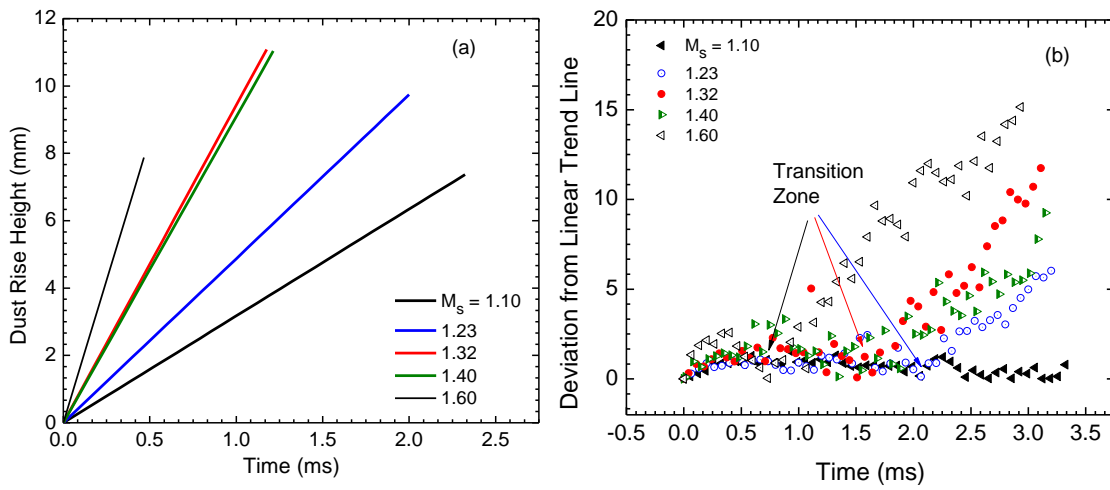 (a)
Dust Rise Height (mm)
12
10
8
6
4
2
0
M_s = 1.10
1.23
1.32
1.40
1.60
0.0 0.5 1.0 1.5 2.0 2.5
Time (ms)
(b)
Deviation from Linear Trend Line
20
15
10
5
0
M_s = 1.10
1.23
1.32
1.40
1.60
Transition
Zone
-0.5 0.0 0.5 1.0 1.5 2.0 2.5 3.0 3.5
Time (ms)